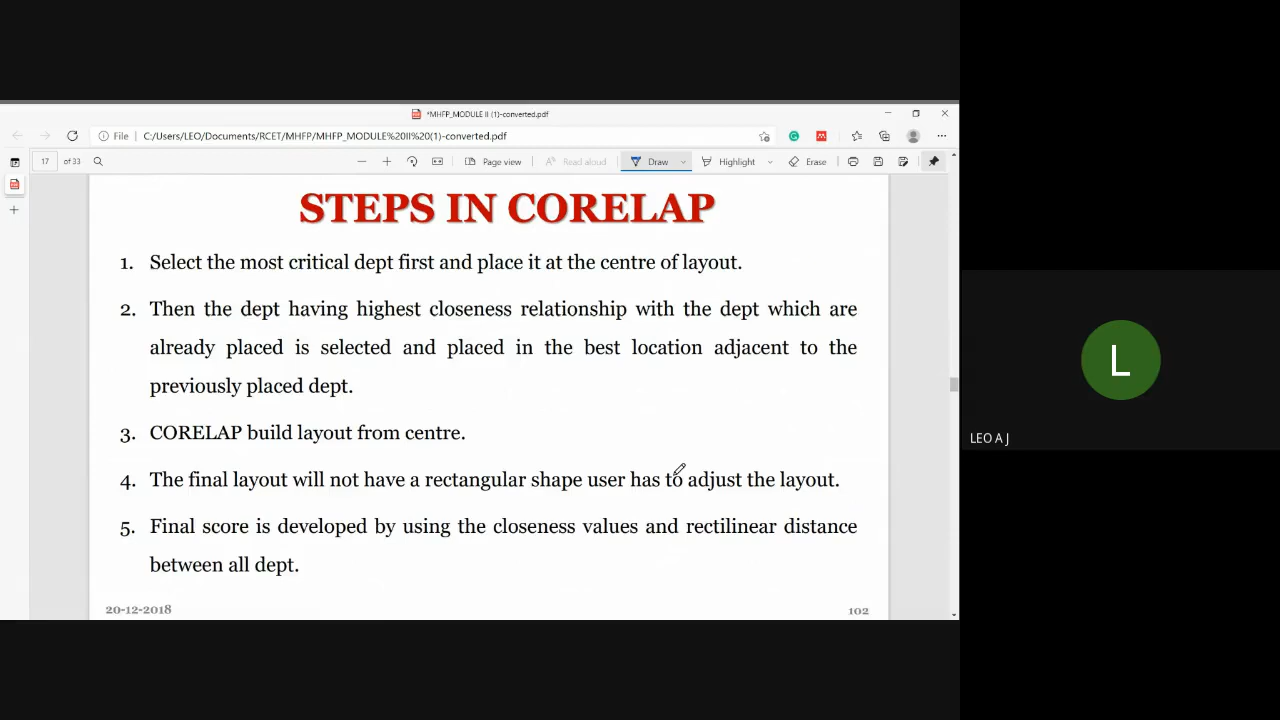 *MHFP_MODULE II (1)-converted.pdf
File | C:/Users/LEO/Documents/RCET/MHFP/MHFP_MODULE%20II%20(1)-converted.pdf
17 of 33
Page view
Read aloud
Draw
Highlight
Erase
STEPS IN CORELAP
1. Select the most critical dept first and place it at the centre of layout.
2. Then the dept having highest closeness relationship with the dept which are
already placed is selected and placed in the best location adjacent to the
previously placed dept.
3. CORELAP build layout from centre.
4. The final layout will not have a rectangular shape user has to adjust the layout.
5. Final score is developed by using the closeness values and rectilinear distance
between all dept.
20-12-2018
102
L
LEO A J